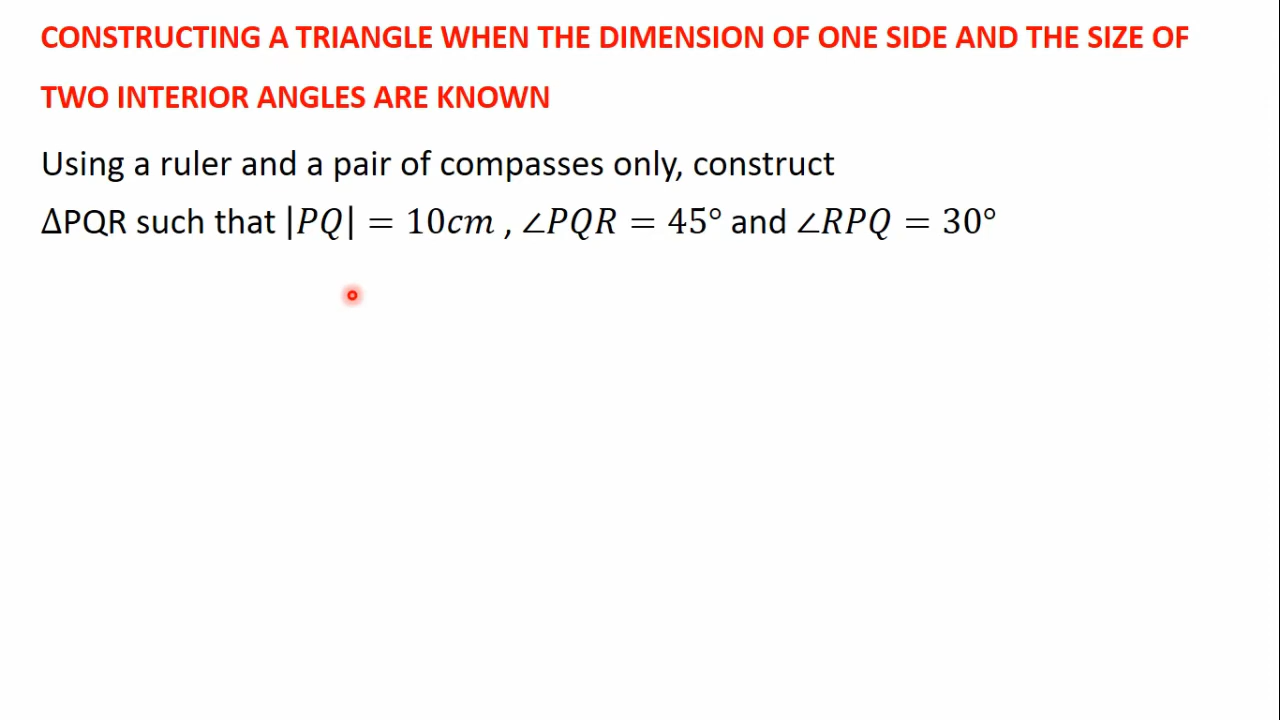 CONSTRUCTING A TRIANGLE WHEN THE DIMENSION OF ONE SIDE AND THE SIZE OF
TWO INTERIOR ANGLES ARE KNOWN
Using a ruler and a pair of compasses only, construct
∆PQR such that |PQ| = 10cm , ∠PQR = 45° and ∠RPQ = 30°